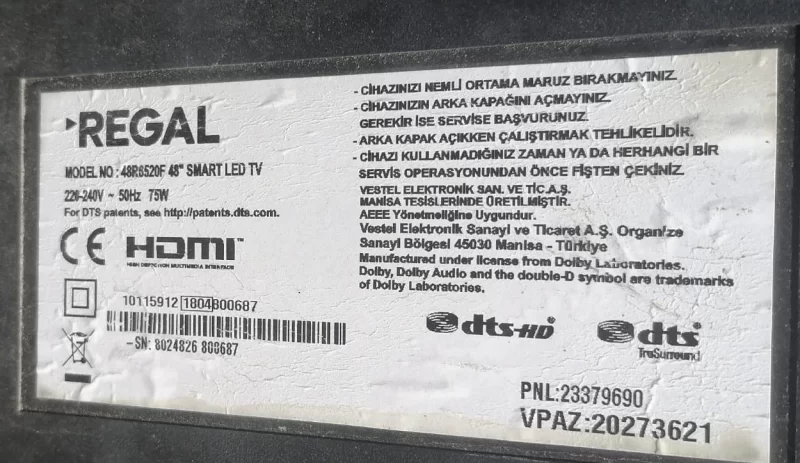 REGAL
MODEL NO : 48R6520F 48" SMART LED TV
220-240V ~ 50Hz 75W
For DTS patents, see http://patents.dts.com.
CE HDMI™
HIGH DEFINITION MULTIMEDIA INTERFACE
10115912 1804 800687
-SN: 8024826 808687
- CİHAZINIZI NEMLİ ORTAMA MARUZ BIRAKMAYINIZ.
- CİHAZINIZIN ARKA KAPAĞINI AÇMAYINIZ.
GEREKİR İSE SERVİSE BAŞVURUNUZ.
- ARKA KAPAK AÇIKKEN ÇALIŞTIRMAK TEHLİKELİDİR.
- CİHAZI KULLANMADIĞINIZ ZAMAN YA DA HERHANGİ BİR
SERVİS OPERASYONUNDAN ÖNCE FİŞTEN ÇEKİNİZ.
VESTEL ELEKTRONİK SAN. VE TİC.A.Ş.
MANİSA TESİSLERİNDE ÜRETİLMİŞTİR.
AEEE Yönetmeliğine Uygundur.
Vestel Elektronik Sanayi ve Ticaret A.Ş. Organize
Sanayi Bölgesi 45030 Manisa - Türkiye
Manufactured under license from Dolby Laboratories.
Dolby, Dolby Audio and the double-D symbol are trademarks
of Dolby Laboratories.
dts-HD
dts
TruSurround
PNL:23379690
VPAZ:20273621